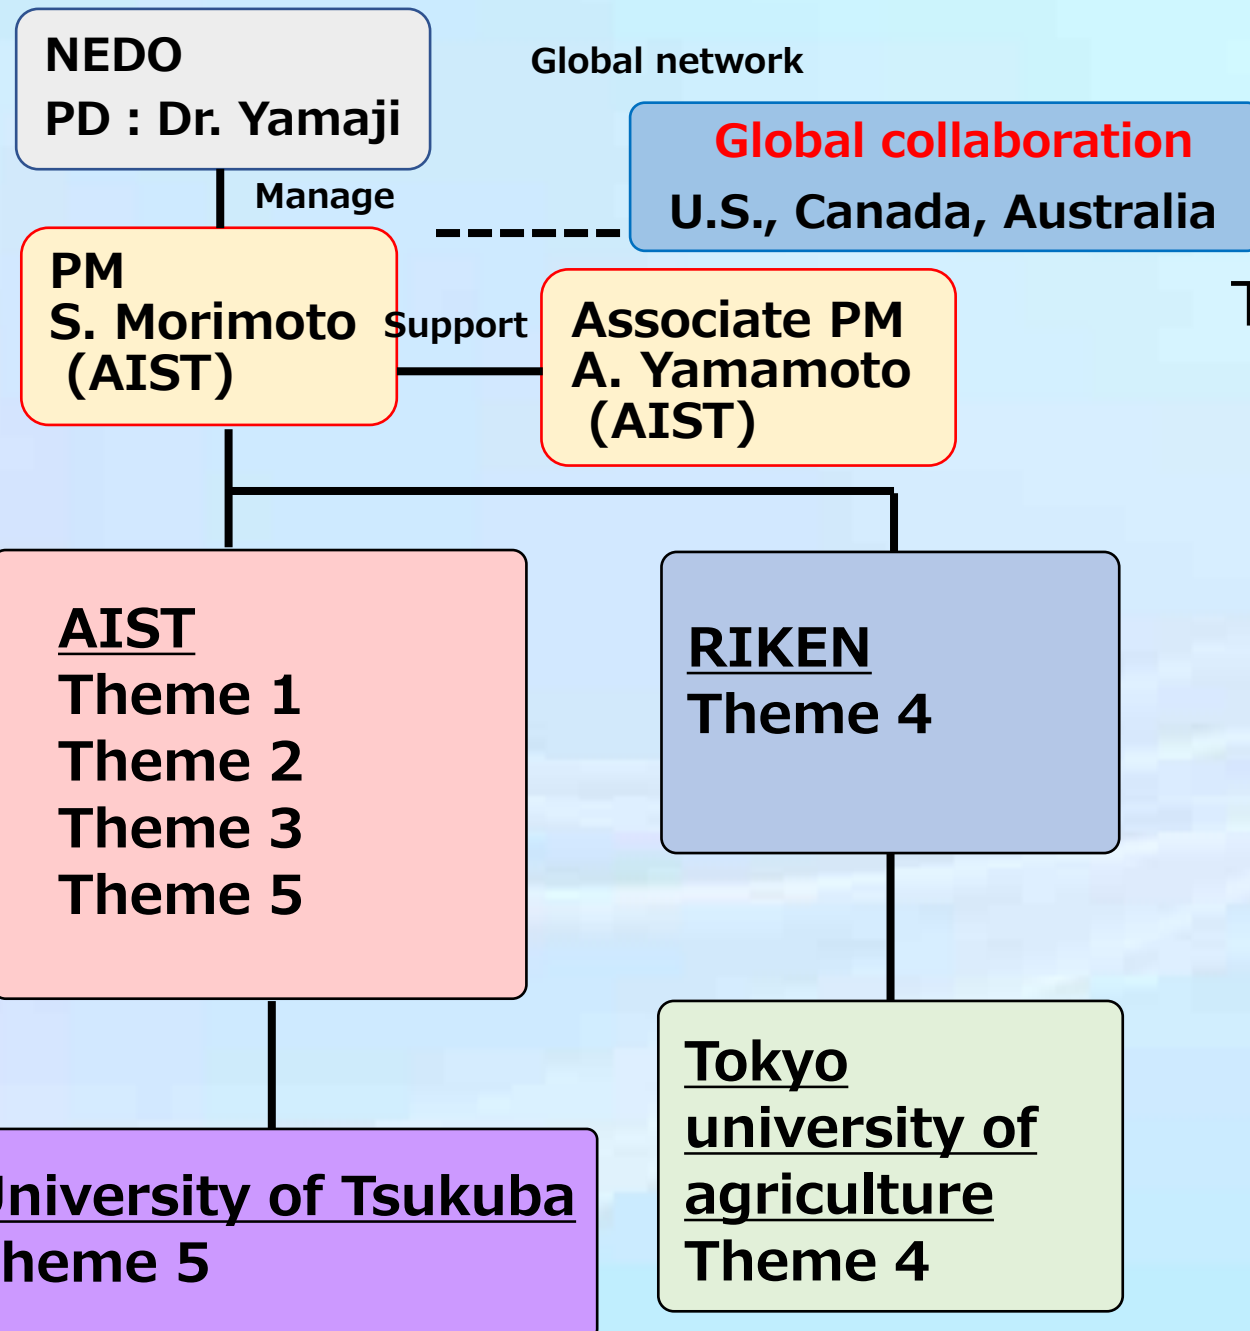 NEDO
PD : Dr. Yamaji
Global network
Global collaboration
U.S., Canada, Australia
Manage
PM
S. Morimoto
(AIST)
Support
Associate PM
A. Yamamoto
(AIST)
T
AIST
Theme 1
Theme 2
Theme 3
Theme 5
RIKEN
Theme 4
University of Tsukuba
heme 5
Tokyo
university of
agriculture
Theme 4